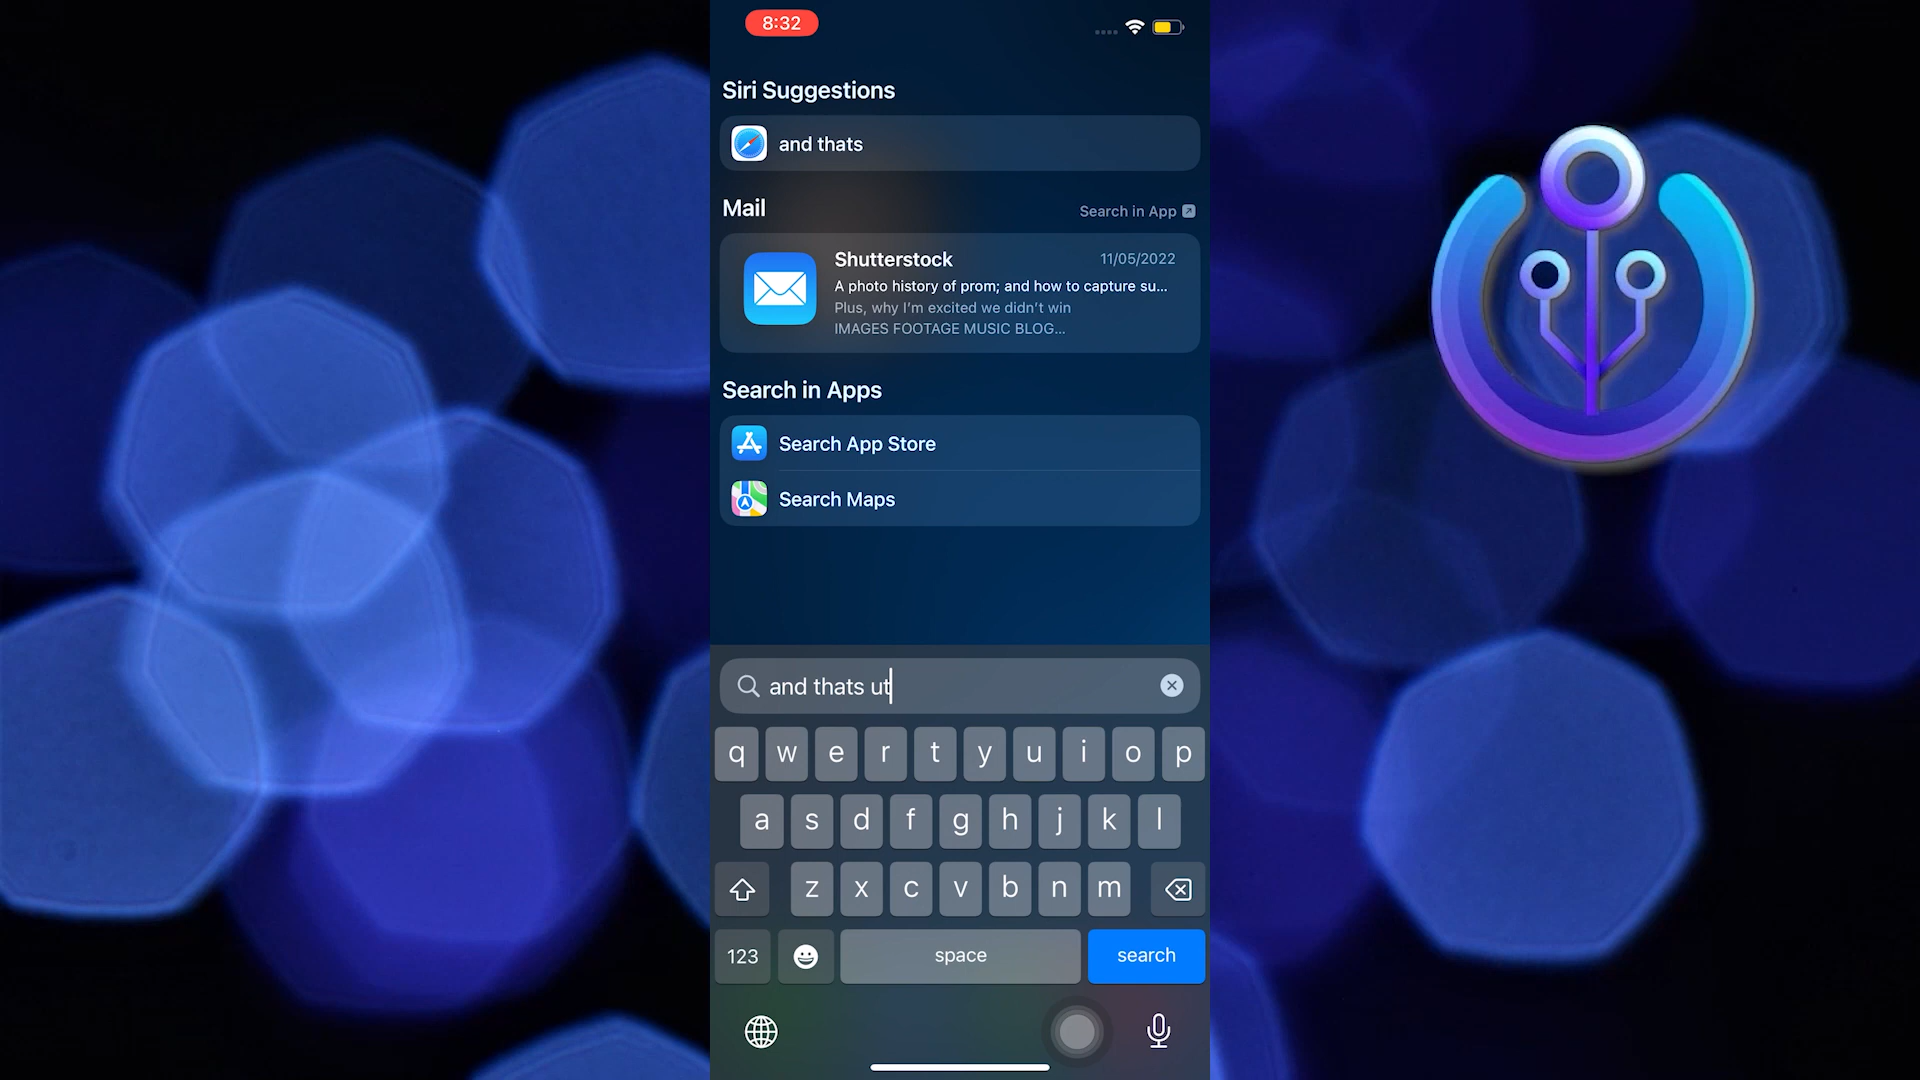 8:32
Siri Suggestions
and thats
Mail
Search in App
Shutterstock
11/05/2022
A photo history of prom; and how to capture su...
Plus, why I'm excited we didn't win
IMAGES FOOTAGE MUSIC BLOG...
Search in Apps
Search App Store
Search Maps
and thats ut
q w e r t y u i o p
a s d f g h j k l
z x c v b n m
123
space
search